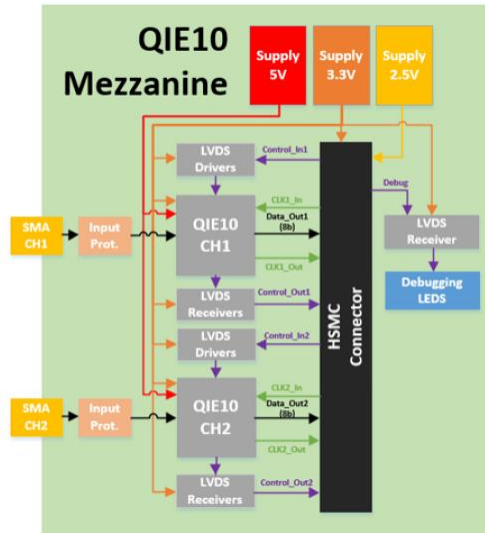 QIE10
Mezzanine
Supply
5V
Supply
3.3V
Supply
2.5V
LVDS
Drivers
Control_In1
Debug
CLK1_In
QIE10
CH1
Data_Out1
(8b)
CLK1_Out
SMA
CH1
Input
Prot.
LVDS
Receiver
Debugging
LEDS
LVDS
Receivers
Control_Out1
HSMC
Connector
LVDS
Drivers
Control_In2
CLK2_In
QIE10
CH2
Data_Out2
(8b)
CLK2_Out
SMA
CH2
Input
Prot.
LVDS
Receivers
Control_Out2